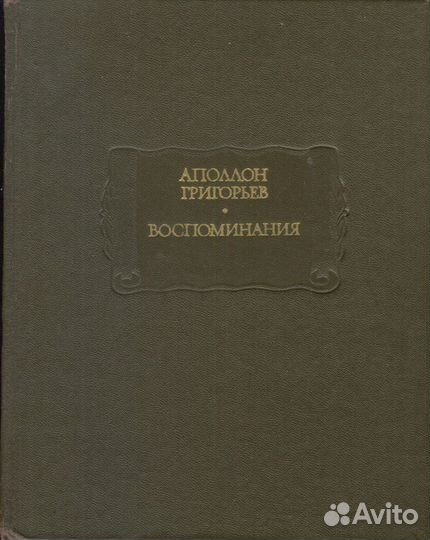 АПОЛЛОН
ГРИГОРЬЕВ
•
ВОСПОМИНАНИЯ
Avito